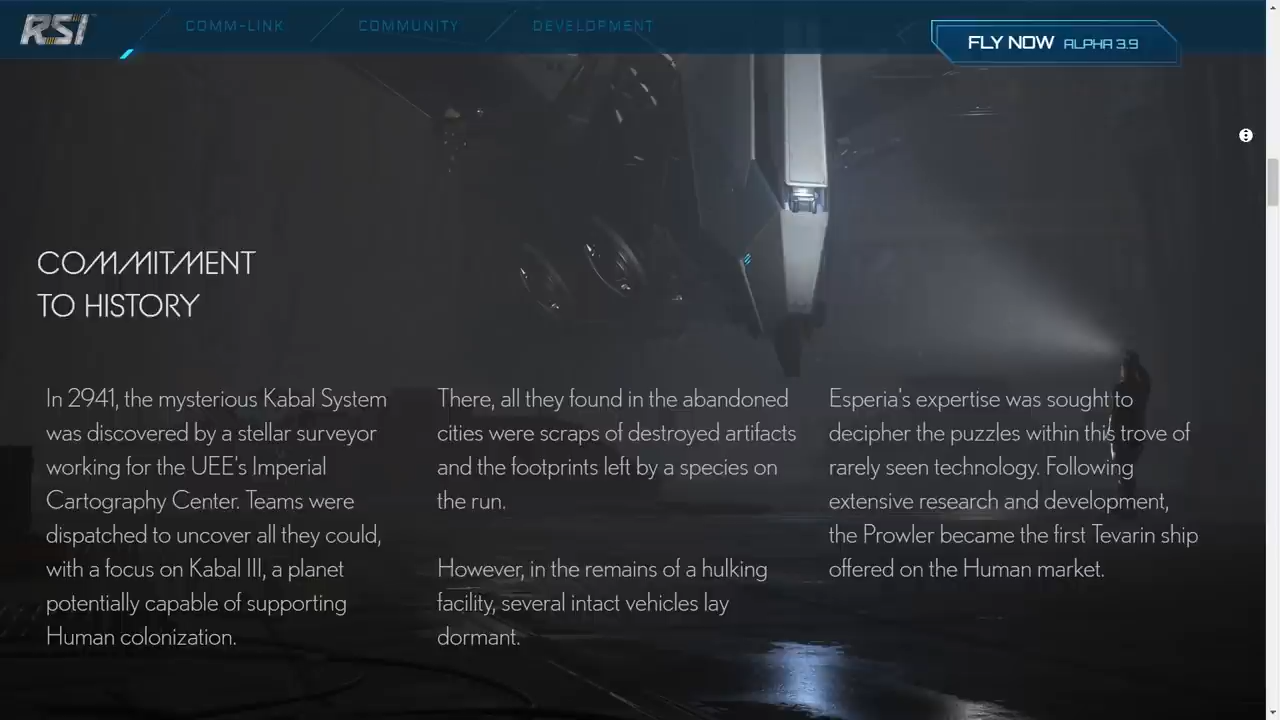 RSI
COMM-LINK
COMMUNITY
DEVELOPMENT
FLY NOW ALPHA 3.9
COMMITMENT
TO HISTORY
In 2941, the mysterious Kabal System
was discovered by a stellar surveyor
working for the UEE's Imperial
Cartography Center. Teams were
dispatched to uncover all they could,
with a focus on Kabal III, a planet
potentially capable of supporting
Human colonization.
There, all they found in the abandoned
cities were scraps of destroyed artifacts
and the footprints left by a species on
the run.
However, in the remains of a hulking
facility, several intact vehicles lay
dormant.
Esperia's expertise was sought to
decipher the puzzles within this trove of
rarely seen technology. Following
extensive research and development,
the Prowler became the first Tevarin ship
offered on the Human market.